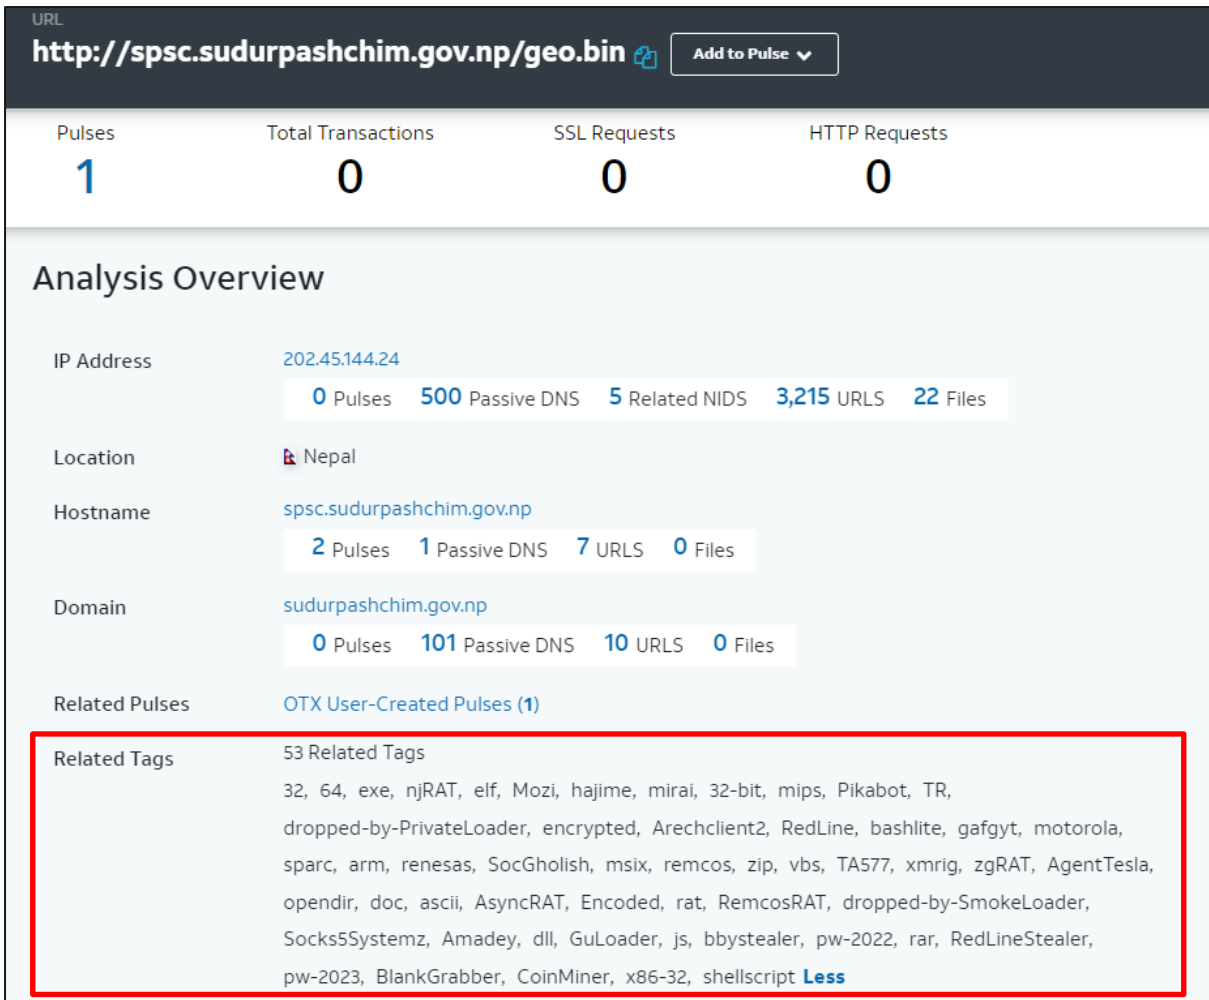 URL
http://spsc.sudurpashchim.gov.np/geo.bin Add to Pulse
Pulses Total Transactions SSL Requests HTTP Requests
1 0 0 0
Analysis Overview
IP Address 202.45.144.24
0 Pulses 500 Passive DNS 5 Related NIDS 3,215 URLS 22 Files
Location Nepal
Hostname spsc.sudurpashchim.gov.np
2 Pulses 1 Passive DNS 7 URLS 0 Files
Domain sudurpashchim.gov.np
0 Pulses 101 Passive DNS 10 URLS 0 Files
Related Pulses OTX User-Created Pulses (1)
Related Tags 53 Related Tags
32, 64, exe, njRAT, elf, Mozi, hajime, mirai, 32-bit, mips, Pikabot, TR,
dropped-by-PrivateLoader, encrypted, Arechclient2, RedLine, bashlite, gafgyt, motorola,
sparc, arm, renesas, SocGholish, msix, remcos, zip, vbs, TA577, xmrig, zgRAT, AgentTesla,
opendir, doc, ascii, AsyncRAT, Encoded, rat, RemcosRAT, dropped-by-SmokeLoader,
Socks5Systemz, Amadey, dll, GuLoader, js, bbystealer, pw-2022, rar, RedLineStealer,
pw-2023, BlankGrabber, CoinMiner, x86-32, shellscript Less